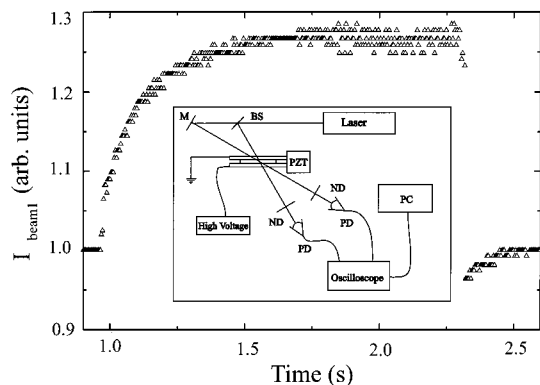 1.3
1.2
1.1
1.0
0.9
I beam1 (arb. units)
M
BS
Laser
PZT
ND
PC
High Voltage
ND
PD
PD
Oscilloscope
1.0
1.5
2.0
2.5
Time (s)